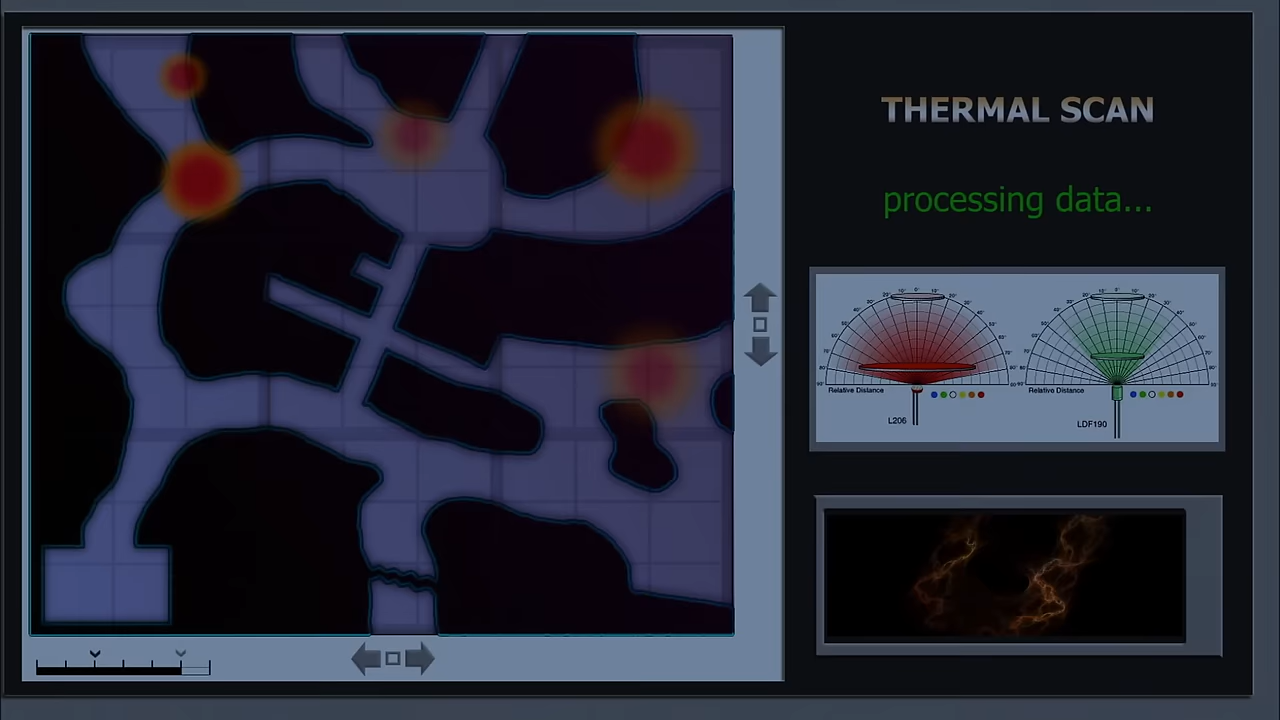 THERMAL SCAN
processing data...
Relative Distance
L206
Relative Distance
LDF190